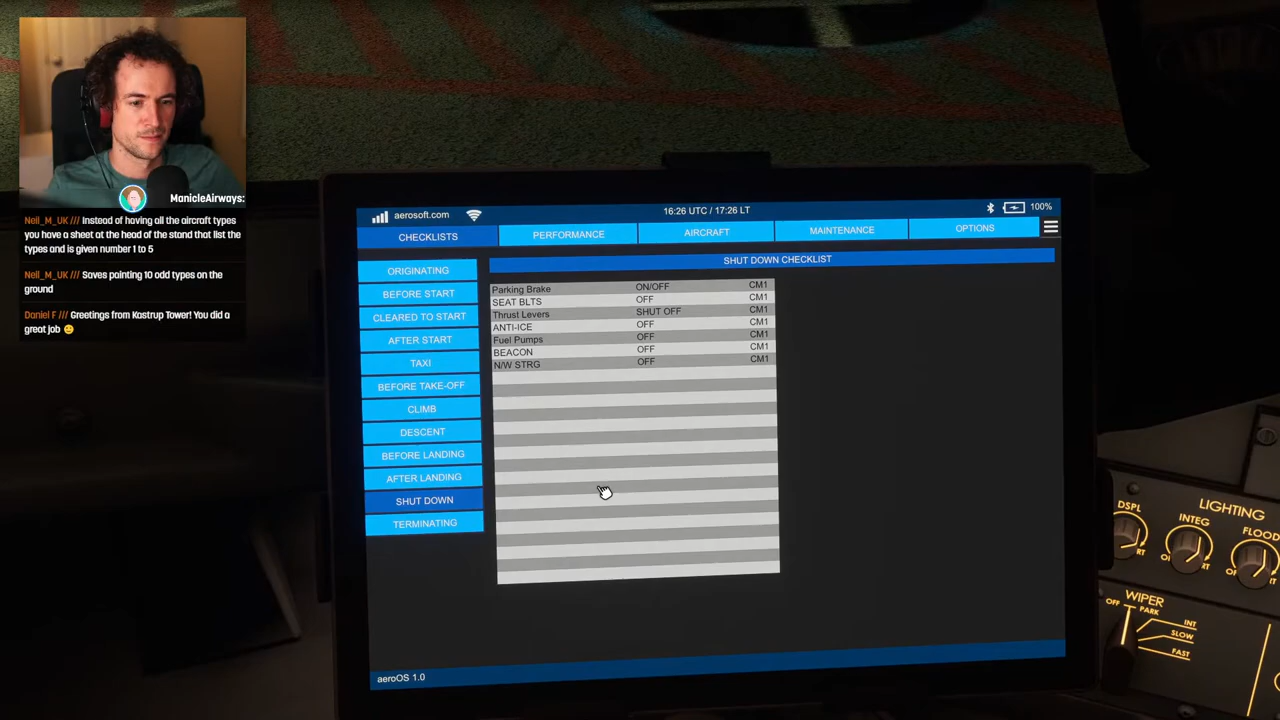 ManicleAirways:
Neil_M_UK /// Instead of having all the aircraft types
you have a sheet at the head of the stand that list the
types and is given number 1 to 5
Neil_M_UK /// Saves painting 10 odd types on the
ground
Daniel F /// Greetings from Kastrup Tower! You did a
great job
aerosoft.com 16:26 UTC / 17:26 LT 100%
CHECKLISTS PERFORMANCE AIRCRAFT MAINTENANCE OPTIONS
SHUT DOWN CHECKLIST
ORIGINATING
BEFORE START
CLEARED TO START
AFTER START
TAXI
BEFORE TAKE-OFF
CLIMB
DESCENT
BEFORE LANDING
AFTER LANDING
SHUT DOWN
TERMINATING
Parking Brake ON/OFF CM1
SEAT BLTS OFF CM1
Thrust Levers SHUT OFF CM1
ANTI-ICE OFF CM1
Fuel Pumps OFF CM1
BEACON OFF CM1
N/W STRG OFF CM1
aeroOS 1.0
LIGHTING
DSPL INTEG FLOOD
BRT OFF BRT BRT
WIPER
OFF PARK INT
SLOW
FAST